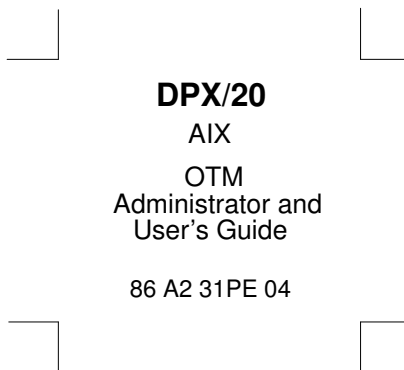 DPX/20
AIX
OTM
Administrator and
User's Guide
86 A2 31PE 04